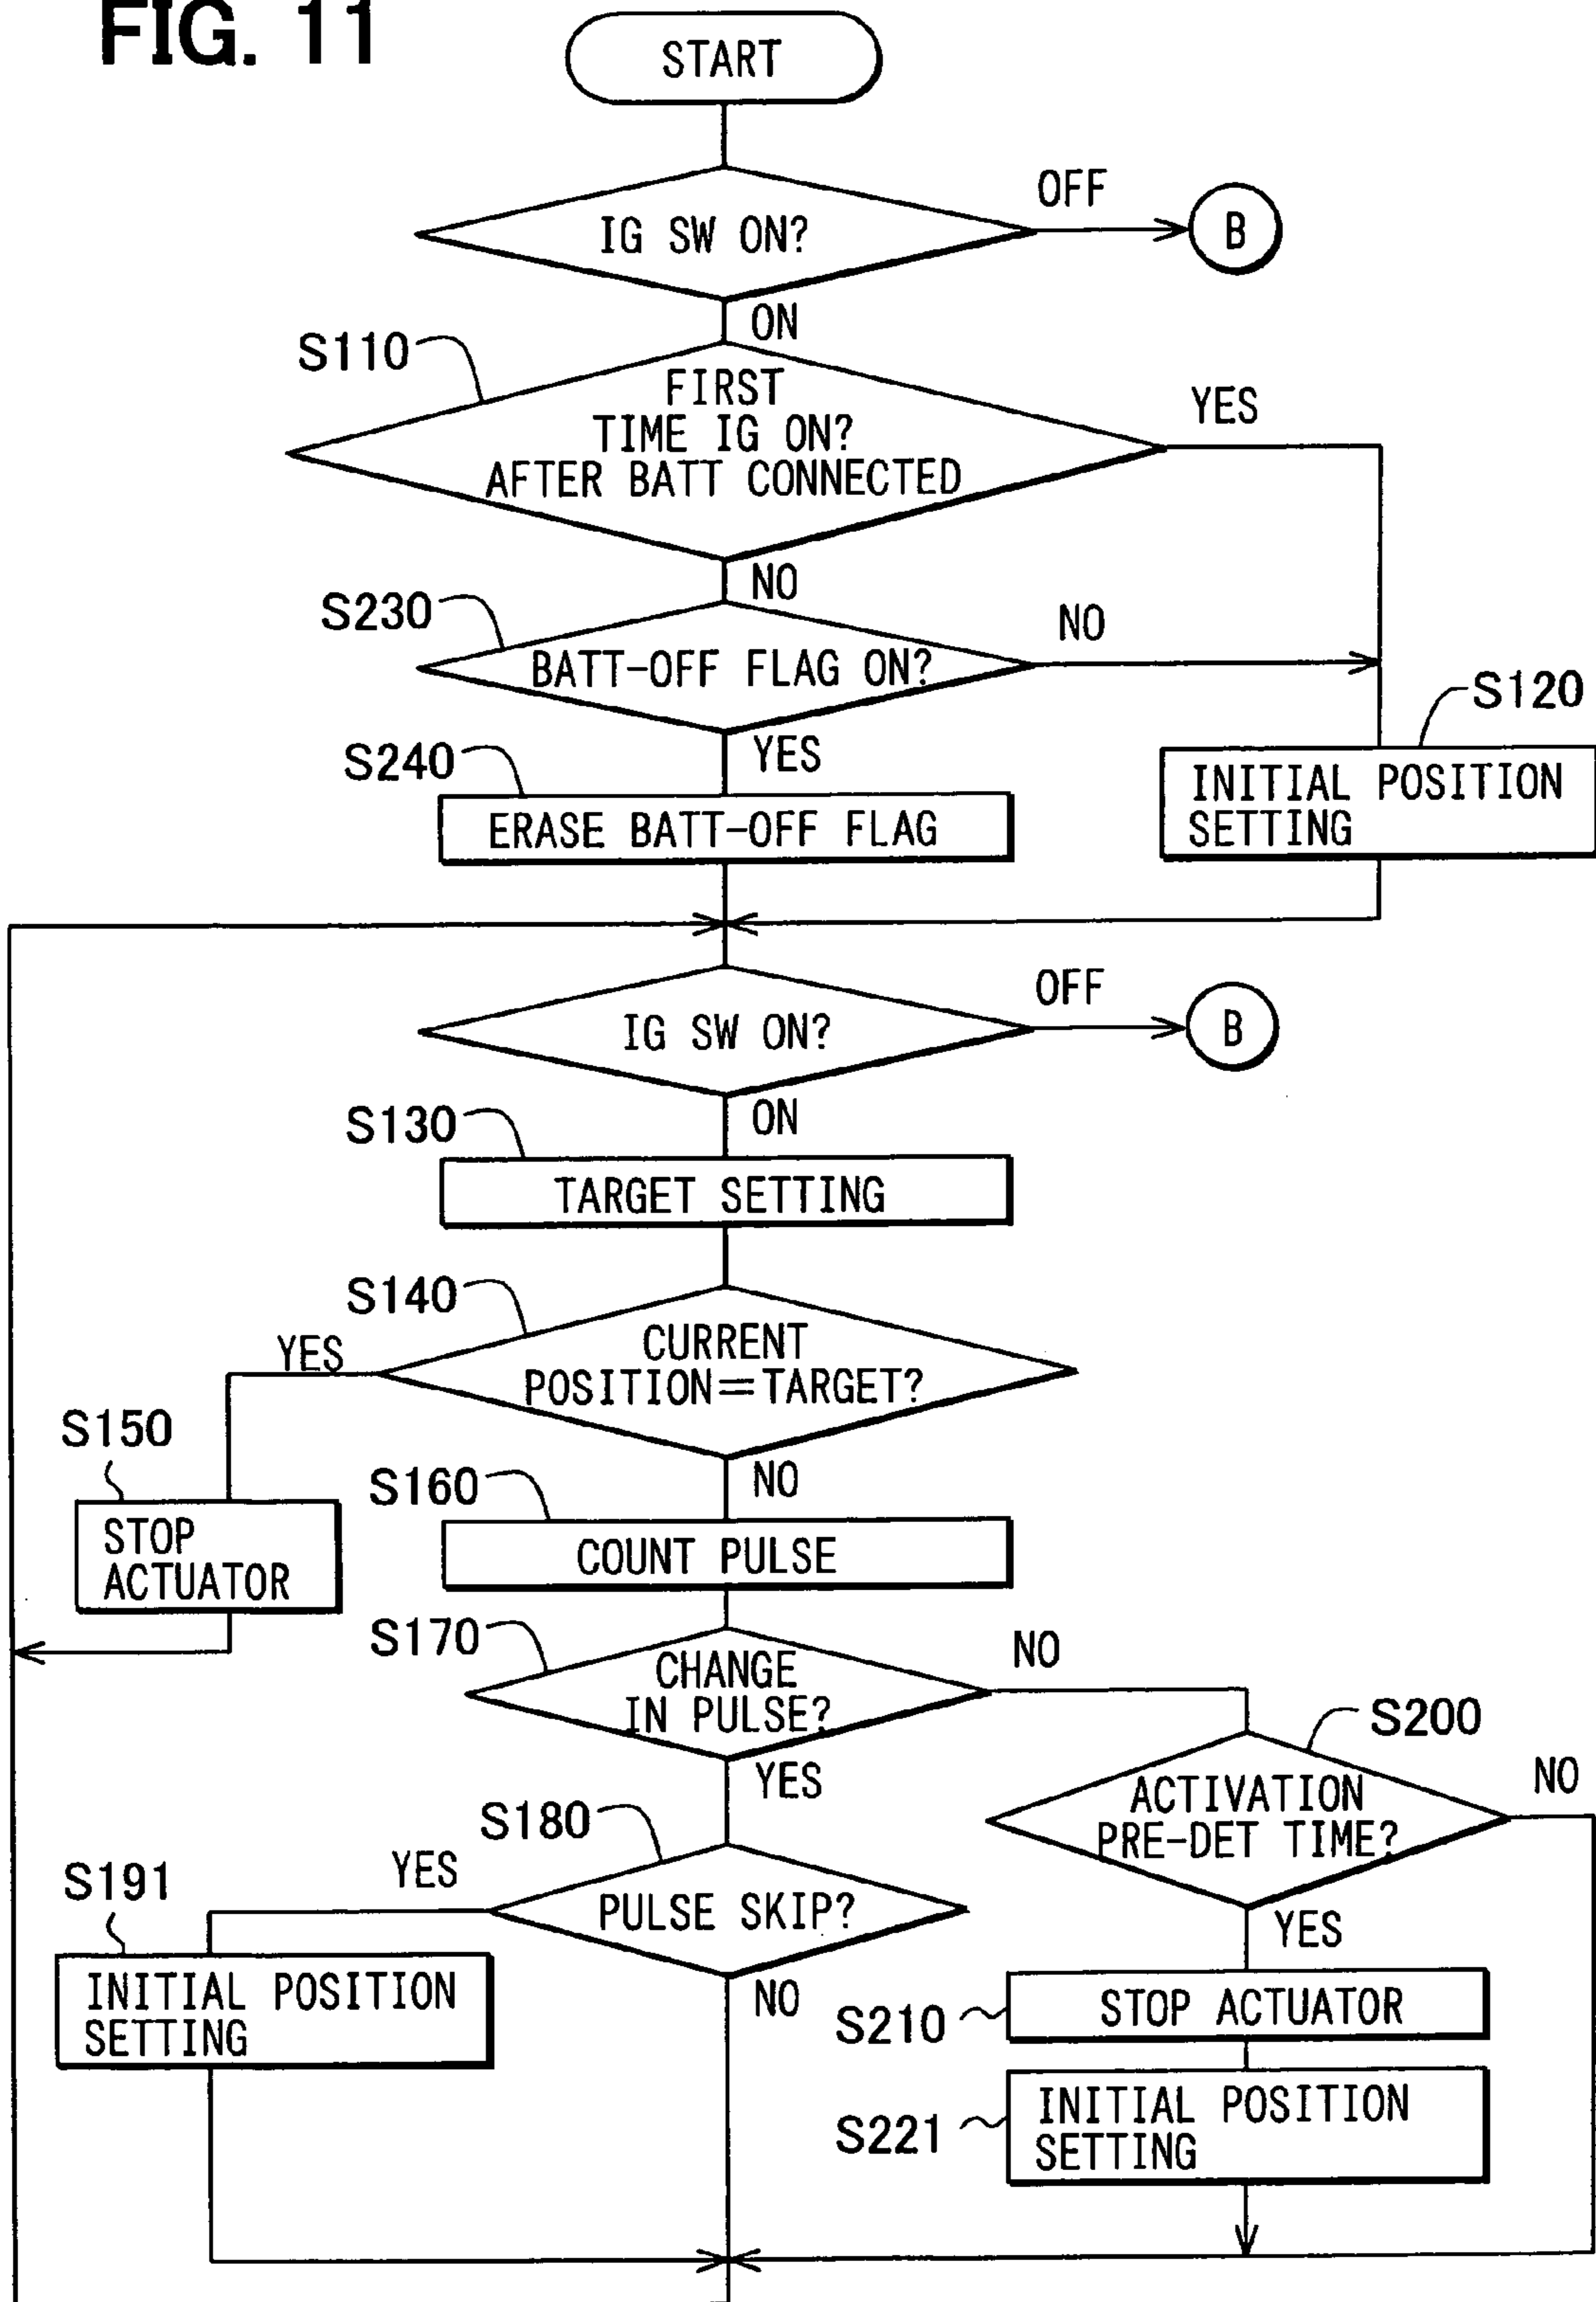 FIG. 11
START
IG SW ON?
OFF
B
ON
S110
FIRST
TIME IG ON?
AFTER BATT CONNECTED
YES
NO
S230
BATT-OFF FLAG ON?
NO
S120
INITIAL POSITION
SETTING
YES
S240
ERASE BATT-OFF FLAG
IG SW ON?
OFF
B
ON
S130
TARGET SETTING
S140
CURRENT
POSITION=TARGET?
YES
S150
STOP
ACTUATOR
NO
S160
COUNT PULSE
S170
CHANGE
IN PULSE?
NO
S200
ACTIVATION
PRE-DET TIME?
NO
YES
S180
PULSE SKIP?
YES
S191
INITIAL POSITION
SETTING
NO
YES
S210
STOP ACTUATOR
S221
INITIAL POSITION
SETTING